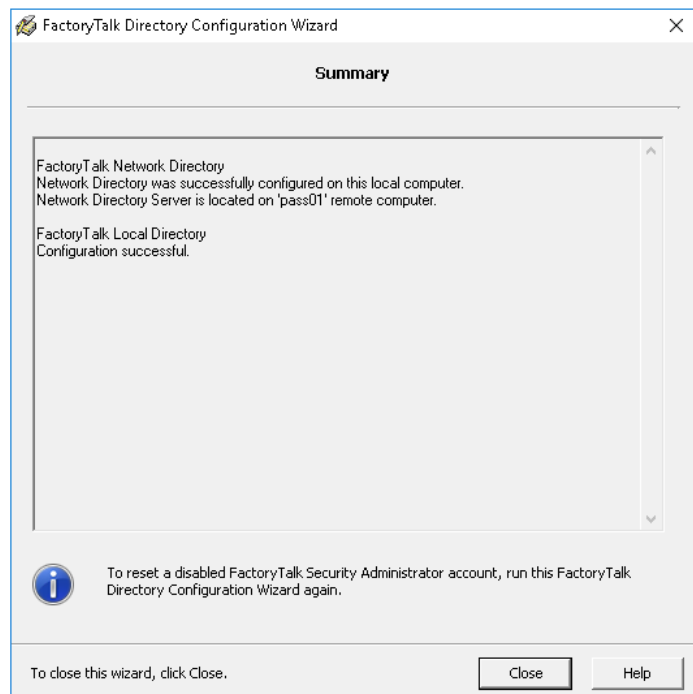 FactoryTalk Directory Configuration Wizard
Summary
FactoryTalk Network Directory
Network Directory was successfully configured on this local computer.
Network Directory Server is located on 'pass01' remote computer.
FactoryTalk Local Directory
Configuration successful.
To reset a disabled FactoryTalk Security Administrator account, run this FactoryTalk
Directory Configuration Wizard again.
To close this wizard, click Close.
Close
Help